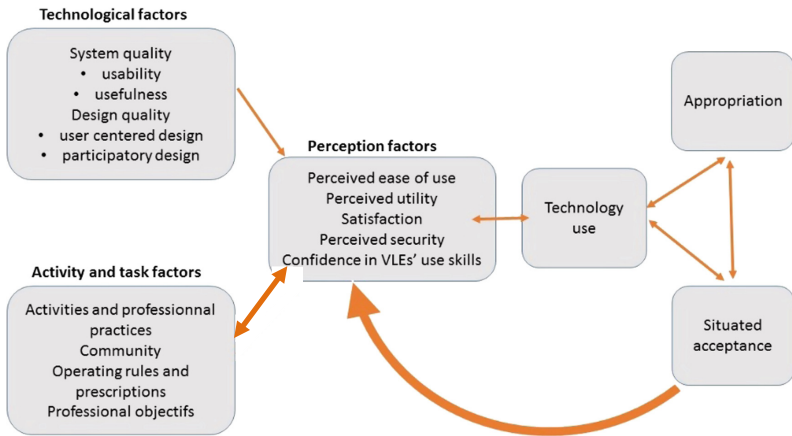 Technological factors
System quality
• usability
• usefulness
Design quality
• user centered design
• participatory design
Activity and task factors
Activities and professionnal
practices
Community
Operating rules and
prescriptions
Professional objectifs
Perception factors
Perceived ease of use
Perceived utility
Satisfaction
Perceived security
Confidence in VLEs’ use skills
Technology
use
Appropriation
Situated
acceptance